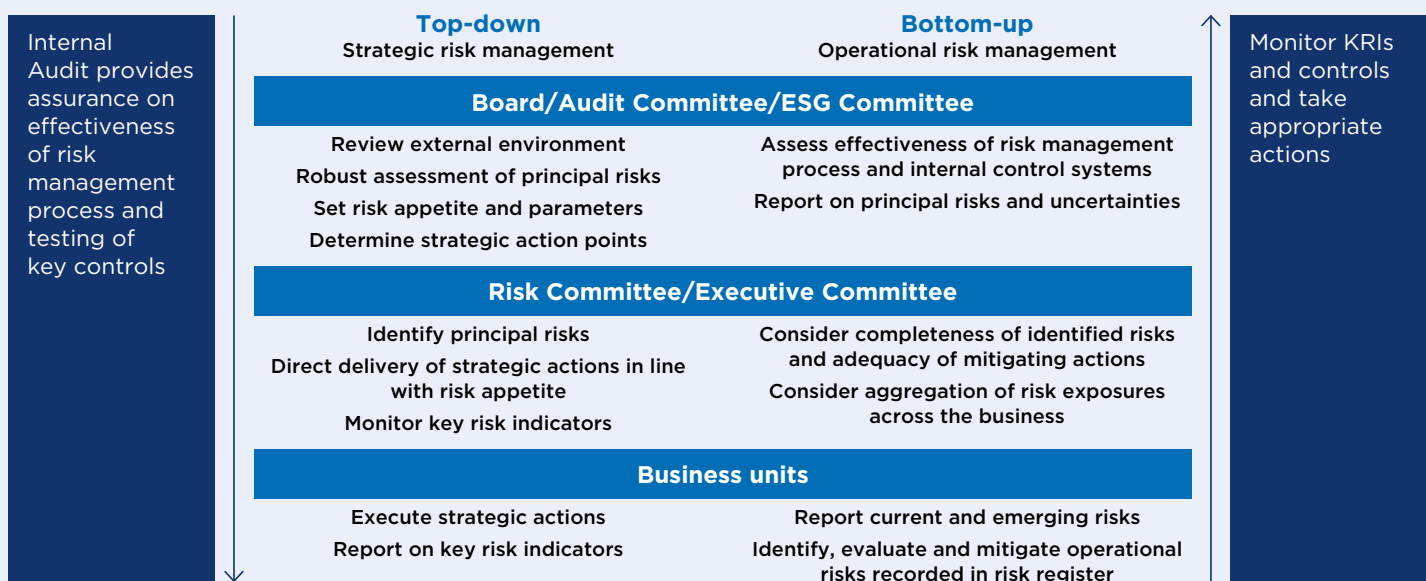 Internal
Audit provides
assurance on
effectiveness
of risk
management
process and
testing of
key controls
Top-down
Strategic risk management
Bottom-up
Operational risk management
Board/Audit Committee/ESG Committee
Review external environment
Robust assessment of principal risks
Set risk appetite and parameters
Determine strategic action points
Assess effectiveness of risk management
process and internal control systems
Report on principal risks and uncertainties
Risk Committee/Executive Committee
Identify principal risks
Direct delivery of strategic actions in line
with risk appetite
Monitor key risk indicators
Consider completeness of identified risks
and adequacy of mitigating actions
Consider aggregation of risk exposures
across the business
Business units
Execute strategic actions
Report on key risk indicators
Report current and emerging risks
Identify, evaluate and mitigate operational
risks recorded in risk register
Monitor KRIs
and controls
and take
appropriate
actions